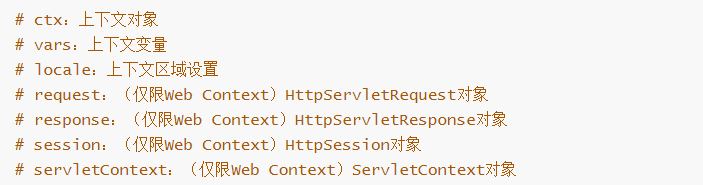 # ctx：上下文对象
# vars：上下文变量
# locale：上下文区域设置
# request：（仅限Web Context）HttpServletRequest对象
# response：（仅限Web Context）HttpServletResponse对象
# session：（仅限Web Context）HttpSession对象
# servletContext：（仅限Web Context）ServletContext对象